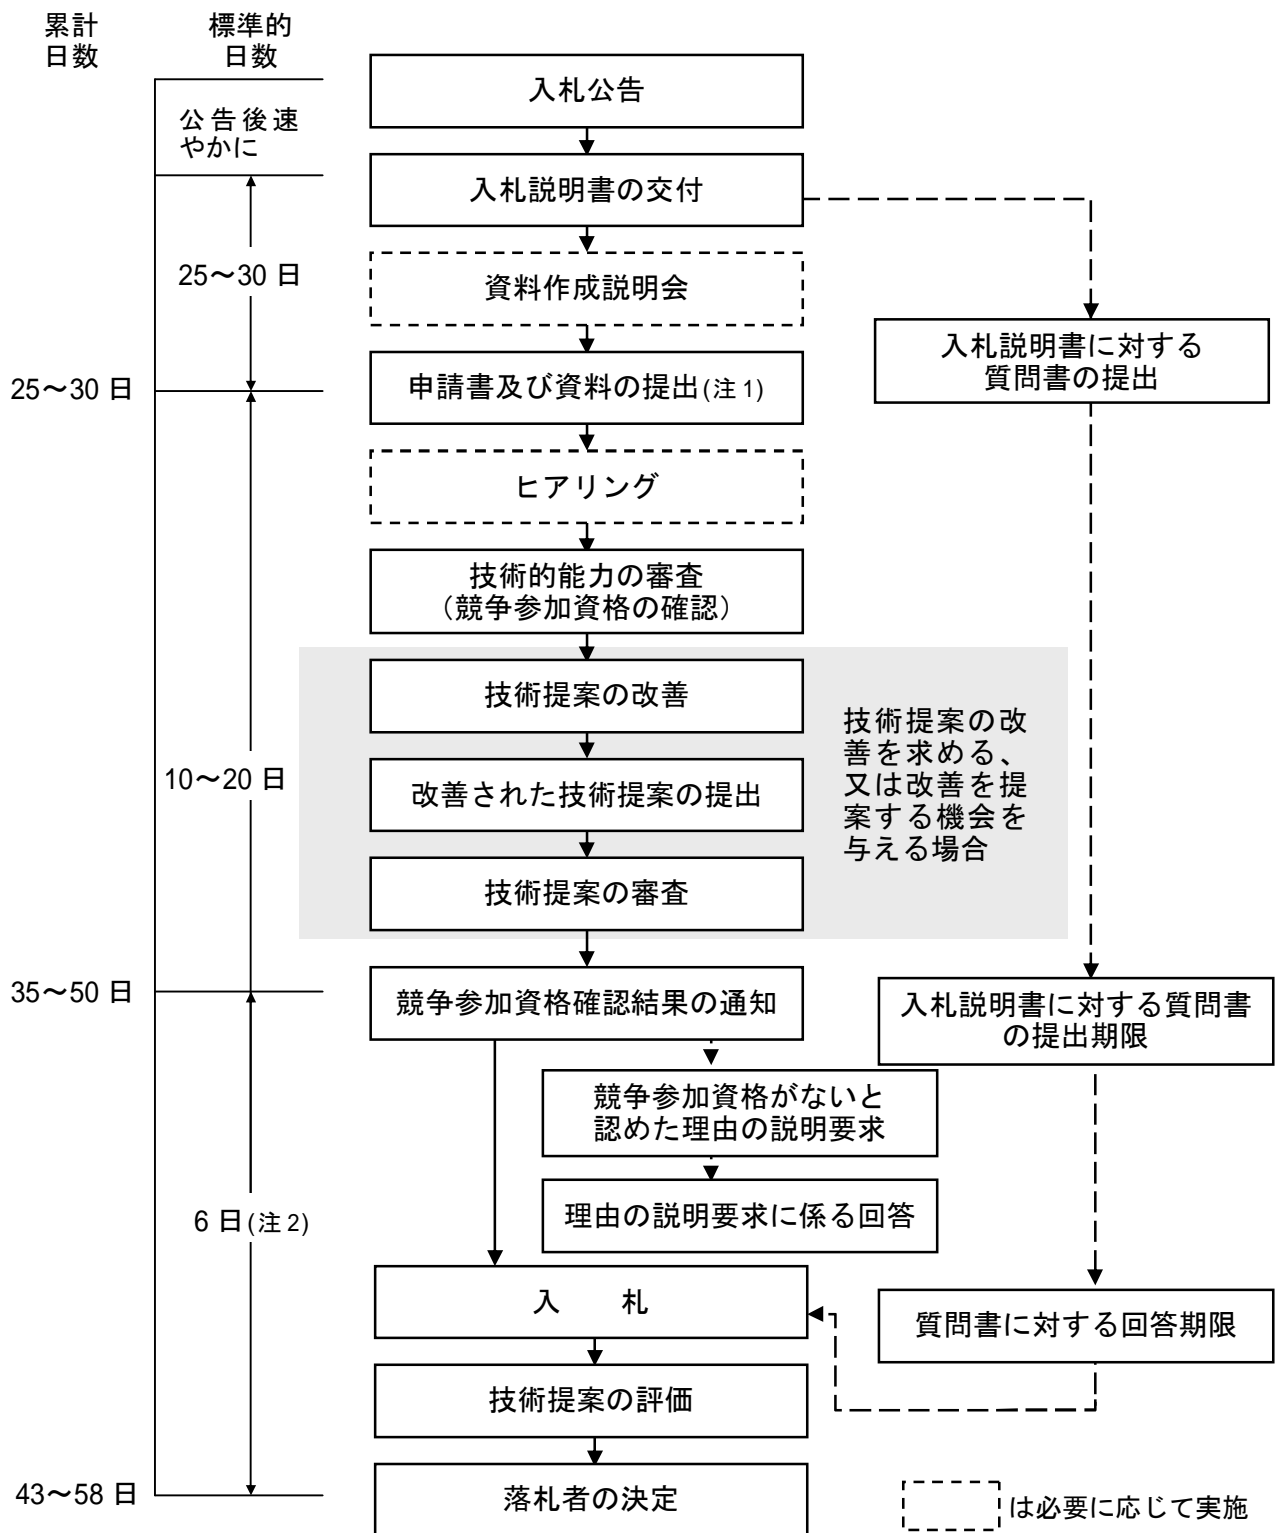 累計
日数
標準的
日数
公告後速
やかに
入札公告
入札説明書の交付
25～30 日
資料作成説明会
入札説明書に対する
質問書の提出
25～30 日
申請書及び資料の提出(注 1)
ヒアリング
技術的能力の審査
（競争参加資格の確認）
技術提案の改善
技術提案の改
善を求める、
又は改善を提
案する機会を
与える場合
10～20 日
改善された技術提案の提出
技術提案の審査
35～50 日
競争参加資格確認結果の通知
入札説明書に対する質問書
の提出期限
競争参加資格がないと
認めた理由の説明要求
6 日(注 2)
理由の説明要求に係る回答
入　　札
質問書に対する回答期限
技術提案の評価
43～58 日
落札者の決定
は必要に応じて実施